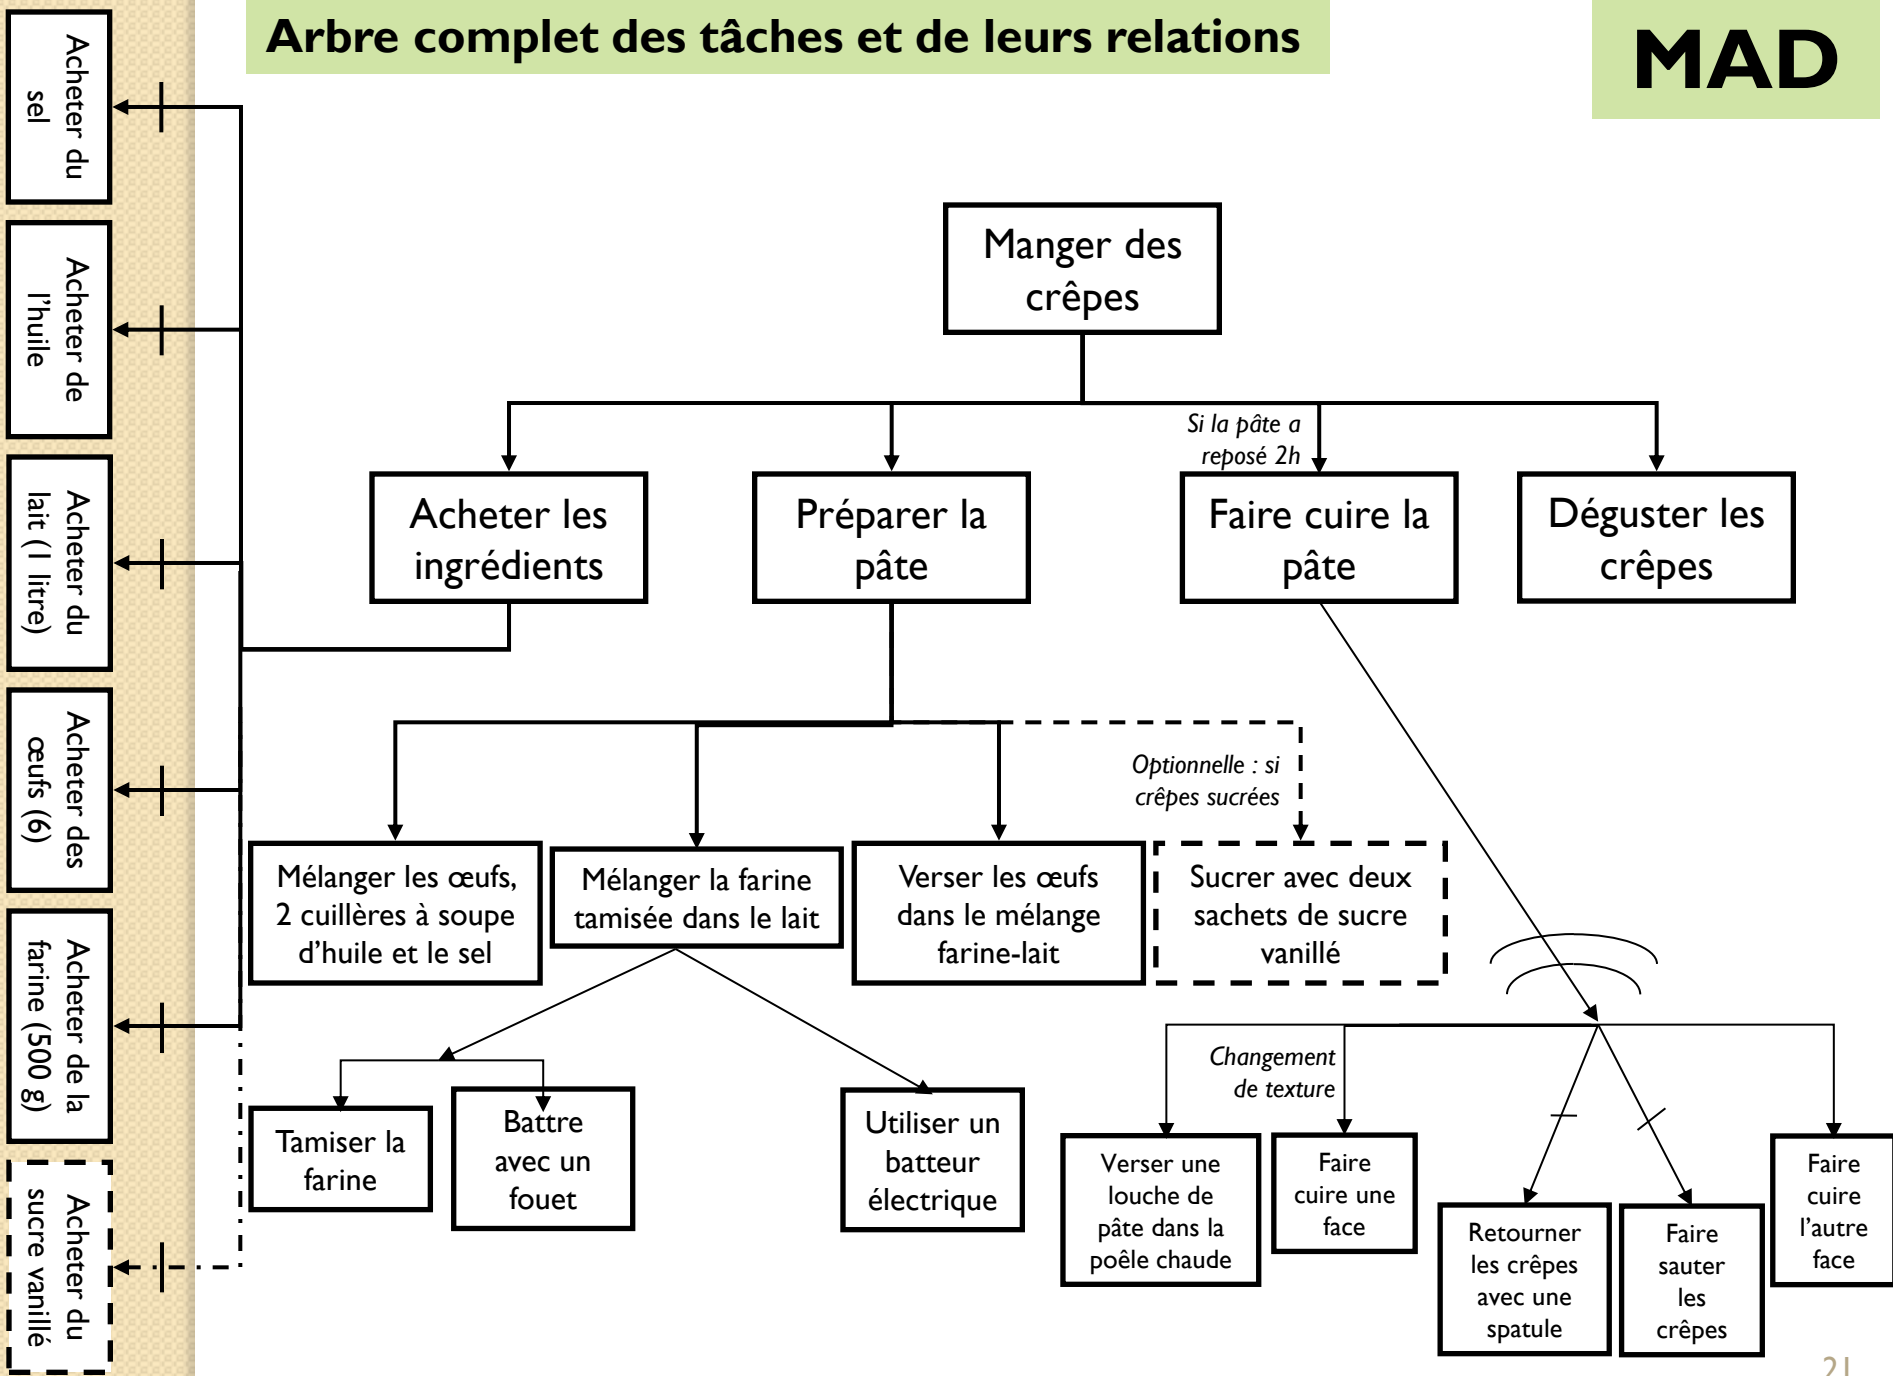 Arbre complet des tâches et de leurs relations
MAD
Acheter du
sel
Acheter de
l'huile
Acheter du
lait (1 litre)
Acheter des
œufs (6)
Acheter de la
farine (500 g)
Acheter du
sucre vanillé
Manger des
crêpes
Si la pâte a
reposé 2h
Acheter les
ingrédients
Préparer la
pâte
Faire cuire la
pâte
Déguster les
crêpes
Optionnelle : si
crêpes sucrées
Mélanger les œufs,
2 cuillères à soupe
d'huile et le sel
Mélanger la farine
tamisée dans le lait
Verser les œufs
dans le mélange
farine-lait
Sucrer avec deux
sachets de sucre
vanillé
Changement
de texture
Tamiser la
farine
Battre
avec un
fouet
Utiliser un
batteur
électrique
Verser une
louche de
pâte dans la
poêle chaude
Faire
cuire une
face
Retourner
les crêpes
avec une
spatule
Faire
sauter
les
crêpes
Faire
cuire
l'autre
face
21